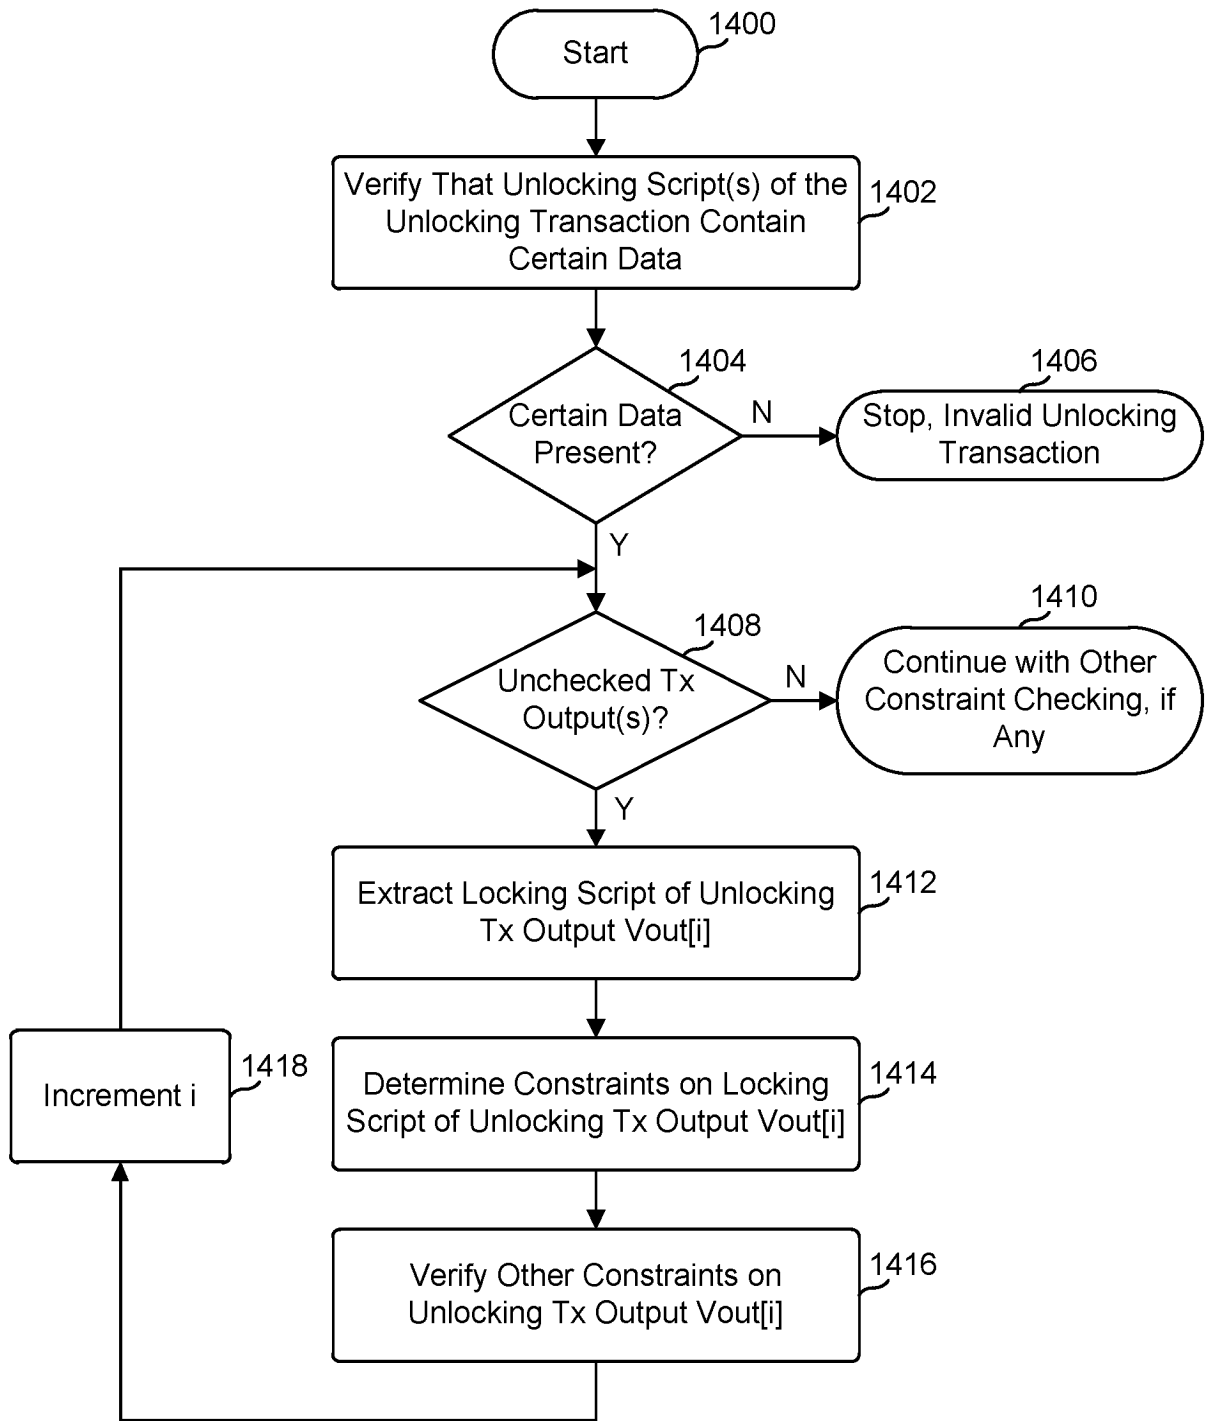 1400
Start
Verify That Unlocking Script(s) of the
Unlocking Transaction Contain
Certain Data
1402
1404
Certain Data
Present?
N
1406
Stop, Invalid Unlocking
Transaction
Y
1408
Unchecked Tx
Output(s)?
N
1410
Continue with Other
Constraint Checking, if
Any
Y
Extract Locking Script of Unlocking
Tx Output Vout[i]
1412
Determine Constraints on Locking
Script of Unlocking Tx Output Vout[i]
1414
Verify Other Constraints on
Unlocking Tx Output Vout[i]
1416
Increment i
1418